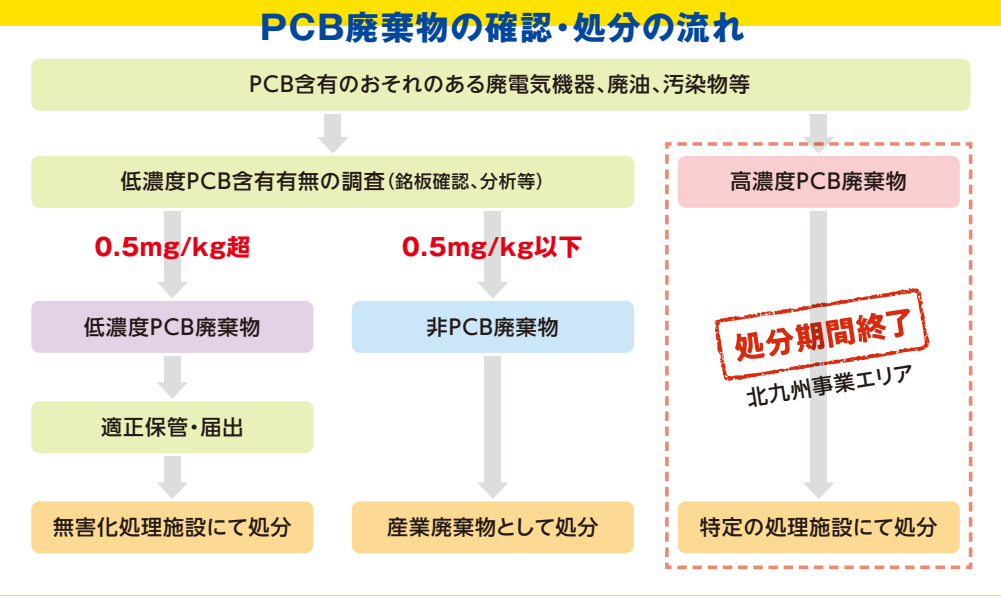 PCB廃棄物の確認・処分の流れ
PCB含有のおそれのある廃電気機器、廃油、汚染物等
低濃度PCB含有有無の調査(銘板確認、分析等)
高濃度PCB廃棄物
0.5mg/kg超
0.5mg/kg以下
低濃度PCB廃棄物
非PCB廃棄物
処分期間終了
北九州事業エリア
適正保管・届出
無害化処理施設にて処分
産業廃棄物として処分
特定の処理施設にて処分